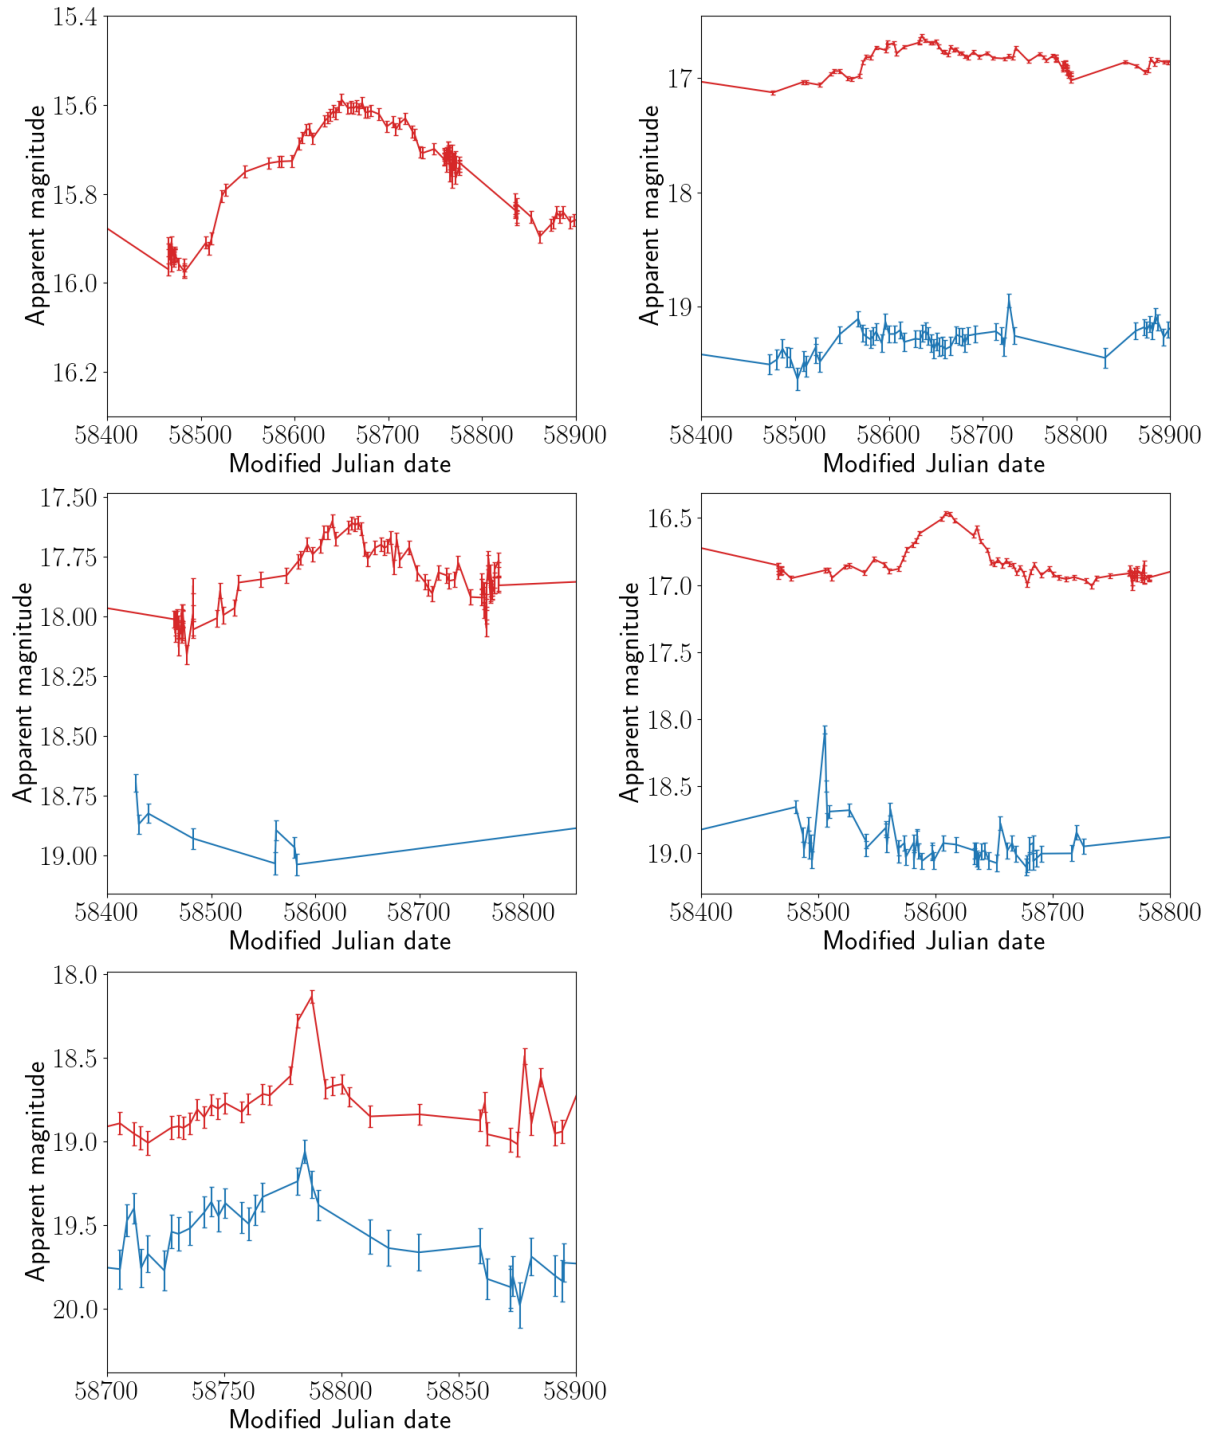 15.4
15.6
15.8
16.0
16.2
Apparent magnitude
58400 58500 58600 58700 58800 58900
Modified Julian date
17
18
19
Apparent magnitude
58400 58500 58600 58700 58800 58900
Modified Julian date
17.50
17.75
18.00
18.25
18.50
18.75
19.00
Apparent magnitude
58400 58500 58600 58700 58800
Modified Julian date
16.5
17.0
17.5
18.0
18.5
19.0
Apparent magnitude
58400 58500 58600 58700 58800
Modified Julian date
18.0
18.5
19.0
19.5
20.0
Apparent magnitude
58700 58750 58800 58850 58900
Modified Julian date